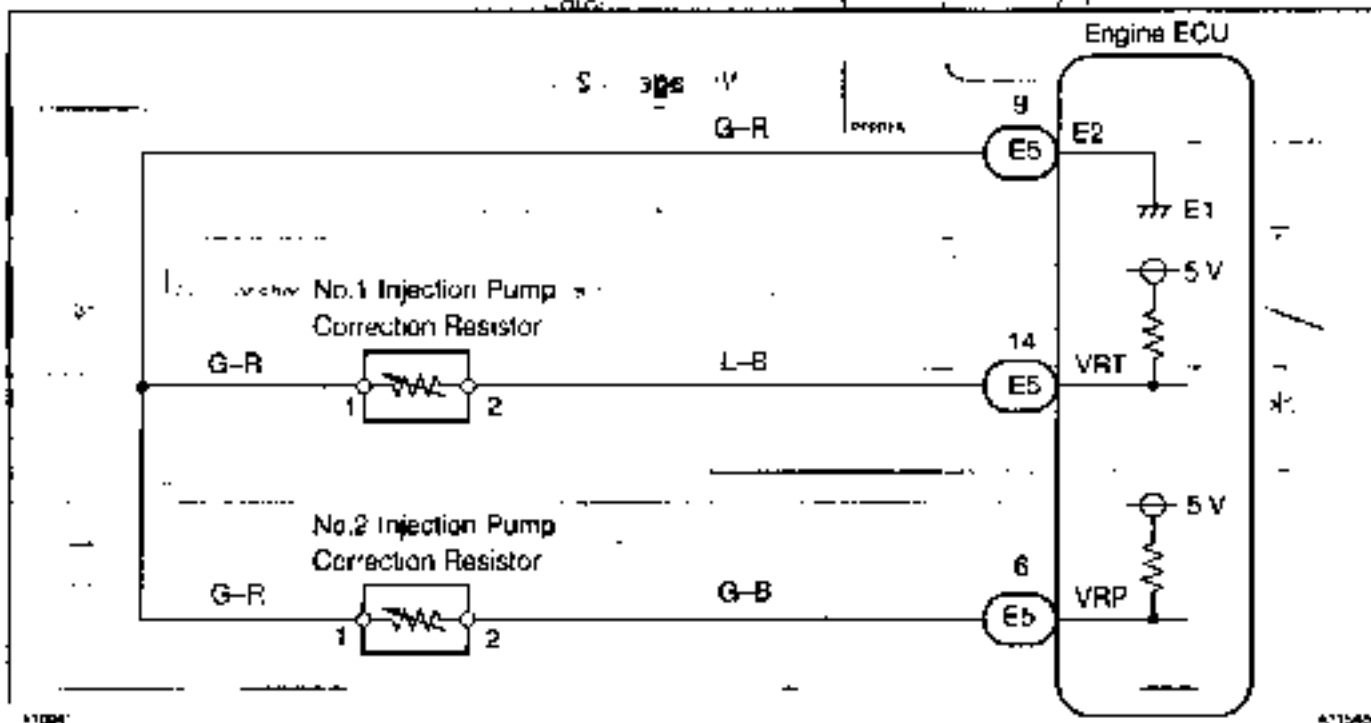 Engine ECU
9
G–R
E5
E2
E1
5 V
No.1 Injection Pump
Correction Resistor
14
G–R
L–B
E5
VRT
1
2
5 V
No.2 Injection Pump
Correction Resistor
6
G–R
G–B
E5
VRP
1
2